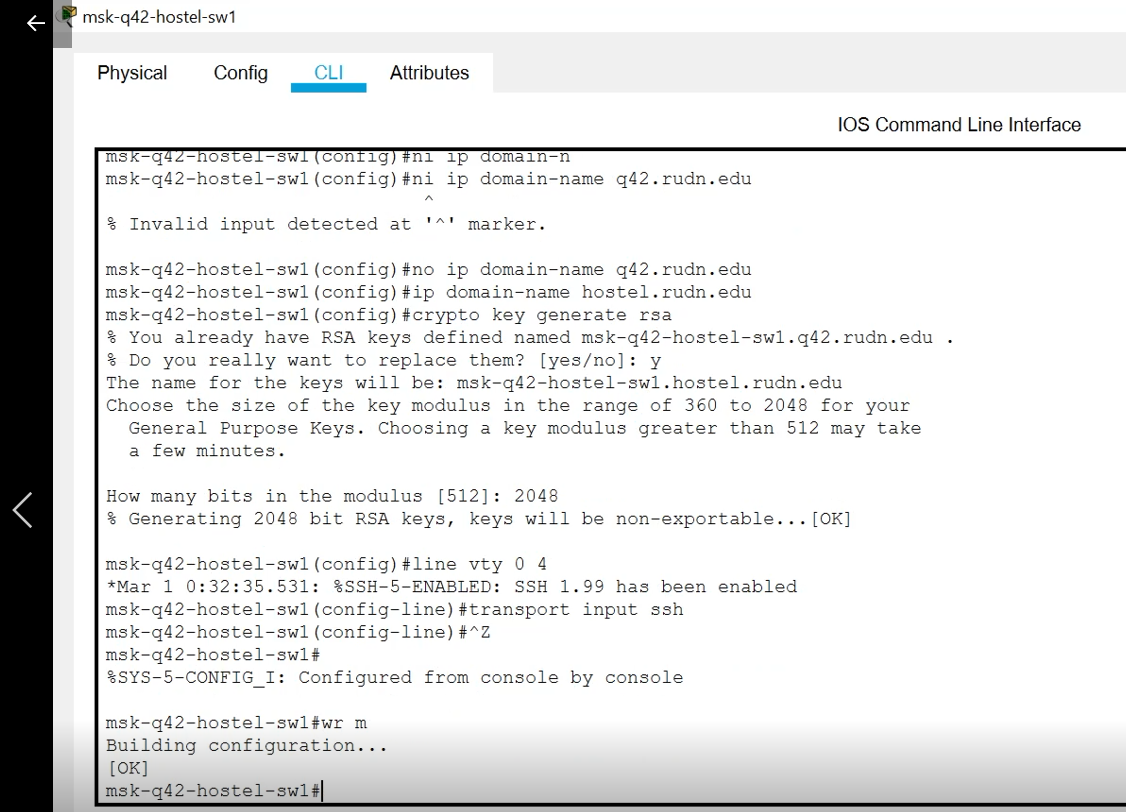 msk-q42-hostel-sw1
Physical Config CLI Attributes
IOS Command Line Interface
msk-q42-hostel-sw1(config)#ni ip domain-n
msk-q42-hostel-sw1(config)#ni ip domain-name q42.rudn.edu
^
% Invalid input detected at '^' marker.
msk-q42-hostel-sw1(config)#no ip domain-name q42.rudn.edu
msk-q42-hostel-sw1(config)#ip domain-name hostel.rudn.edu
msk-q42-hostel-sw1(config)#crypto key generate rsa
% You already have RSA keys defined named msk-q42-hostel-sw1.q42.rudn.edu .
% Do you really want to replace them? [yes/no]: y
The name for the keys will be: msk-q42-hostel-sw1.hostel.rudn.edu
Choose the size of the key modulus in the range of 360 to 2048 for your
General Purpose Keys. Choosing a key modulus greater than 512 may take
a few minutes.
How many bits in the modulus [512]: 2048
% Generating 2048 bit RSA keys, keys will be non-exportable...[OK]
msk-q42-hostel-sw1(config)#line vty 0 4
*Mar 1 0:32:35.531: %SSH-5-ENABLED: SSH 1.99 has been enabled
msk-q42-hostel-sw1(config-line)#transport input ssh
msk-q42-hostel-sw1(config-line)#^Z
msk-q42-hostel-sw1#
%SYS-5-CONFIG_I: Configured from console by console
msk-q42-hostel-sw1#wr m
Building configuration...
[OK]
msk-q42-hostel-sw1#